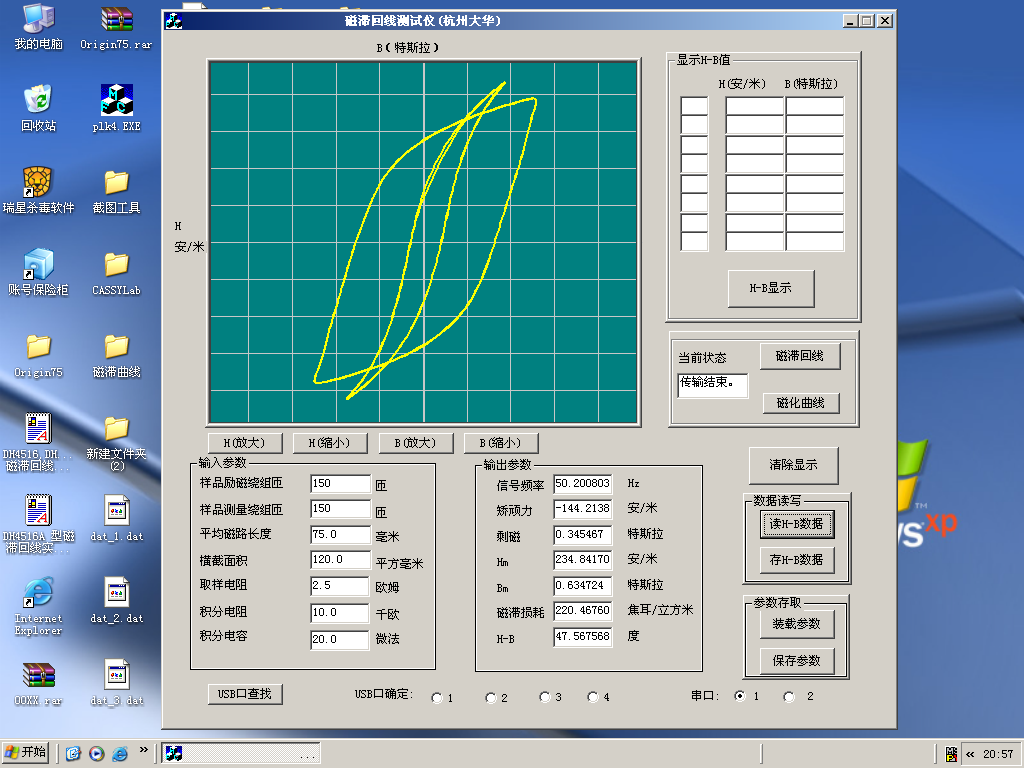 我的电脑
Origin75.rar
回收站
p1k4.EXE
瑞星杀毒软件
截图工具
账号保险柜
CASSYLab
Origin75
磁滞曲线
DH4516_DH...
磁滞回线...
新建文件夹
(2)
DH4516A_型磁
滞回线实...
dat_1.dat
Internet
Explorer
dat_2.dat
OOXX.rar
dat_3.dat
磁滞回线测试仪(杭州大华)
B(特斯拉)
H
安/米
H(放大)
H(缩小)
B(放大)
B(缩小)
显示H-B值
H(安/米)
B(特斯拉)
H-B显示
当前状态
传输结束。
磁滞回线
磁化曲线
输入参数
样品励磁绕组匝 150 匝
样品测量绕组匝 150 匝
平均磁路长度 75.0 毫米
横截面积 120.0 平方毫米
取样电阻 2.5 欧姆
积分电阻 10.0 千欧
积分电容 20.0 微法
输出参数
信号频率 50.200803 Hz
矫顽力 -144.2138 安/米
剩磁 0.345467 特斯拉
Hm 234.84170 安/米
Bm 0.634724 特斯拉
磁滞损耗 220.46760 焦耳/立方米
H-B 47.567568 度
清除显示
数据读写
读H-B数据
存H-B数据
参数存取
装载参数
保存参数
USB口查找
USB口确定: 1 2 3 4
串口: 1 2
ws xp
TM
开始
»
...
«
20:57